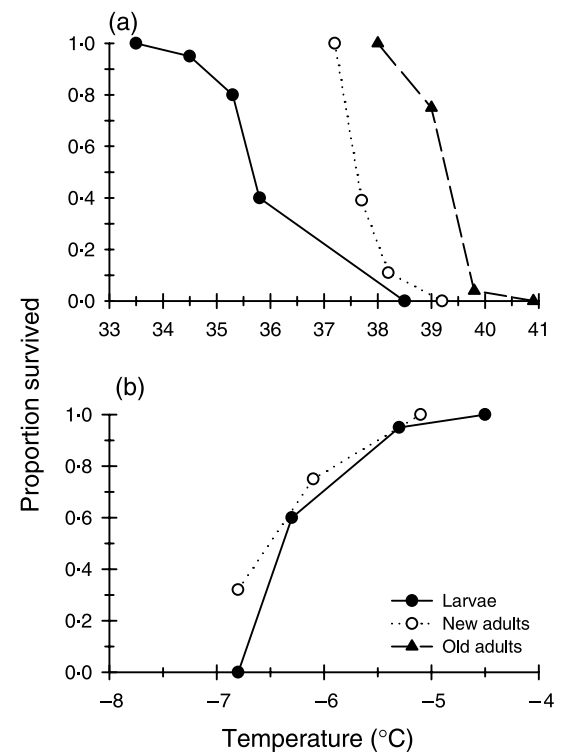 (a)
1·0
0·8
0·6
0·4
0·2
0·0
33 34 35 36 37 38 39 40 41
Proportion survived
(b)
1·0
0·8
0·6
0·4
0·2
0·0
Larvae
New adults
Old adults
–8 –7 –6 –5 –4
Temperature (°C)